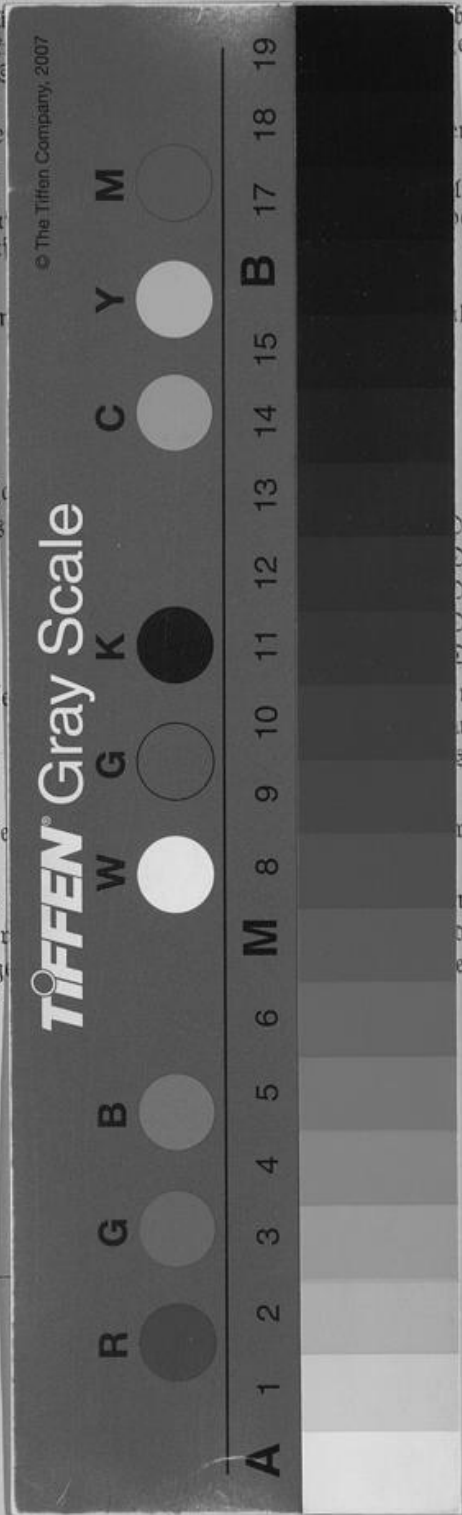 © The Tiffen Company, 2007
TIFFEN® Gray Scale
R G B W G K C Y M
A 1 2 3 4 5 6 M 8 9 10 11 12 13 14 15 B 17 18 19